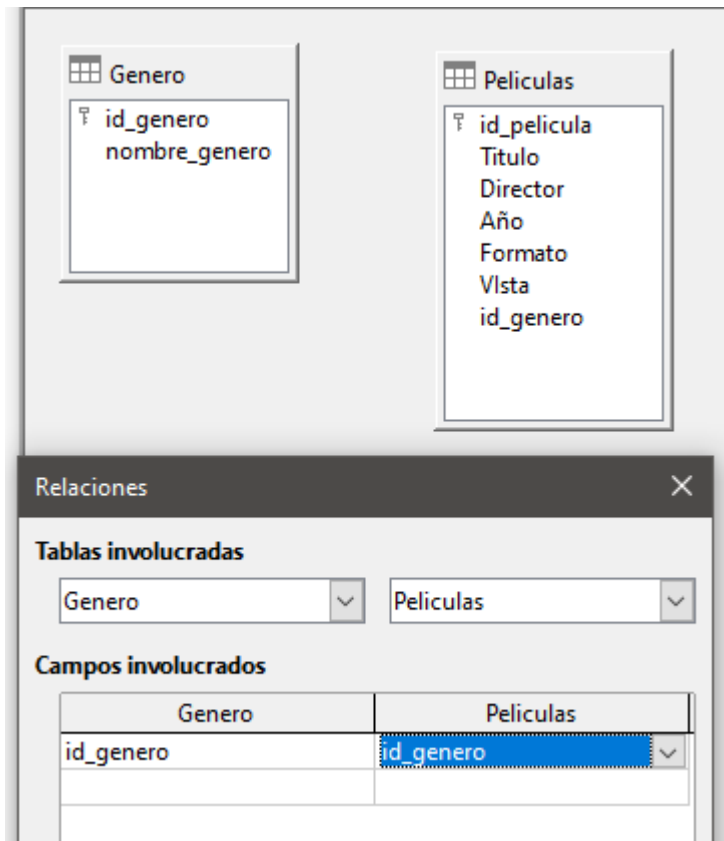 Genero
id_genero
nombre_genero
Peliculas
id_pelicula
Titulo
Director
Año
Formato
VIsta
id_genero
Relaciones
Tablas involucradas
Genero Peliculas
Campos involucrados
Genero Peliculas
id_genero id_genero